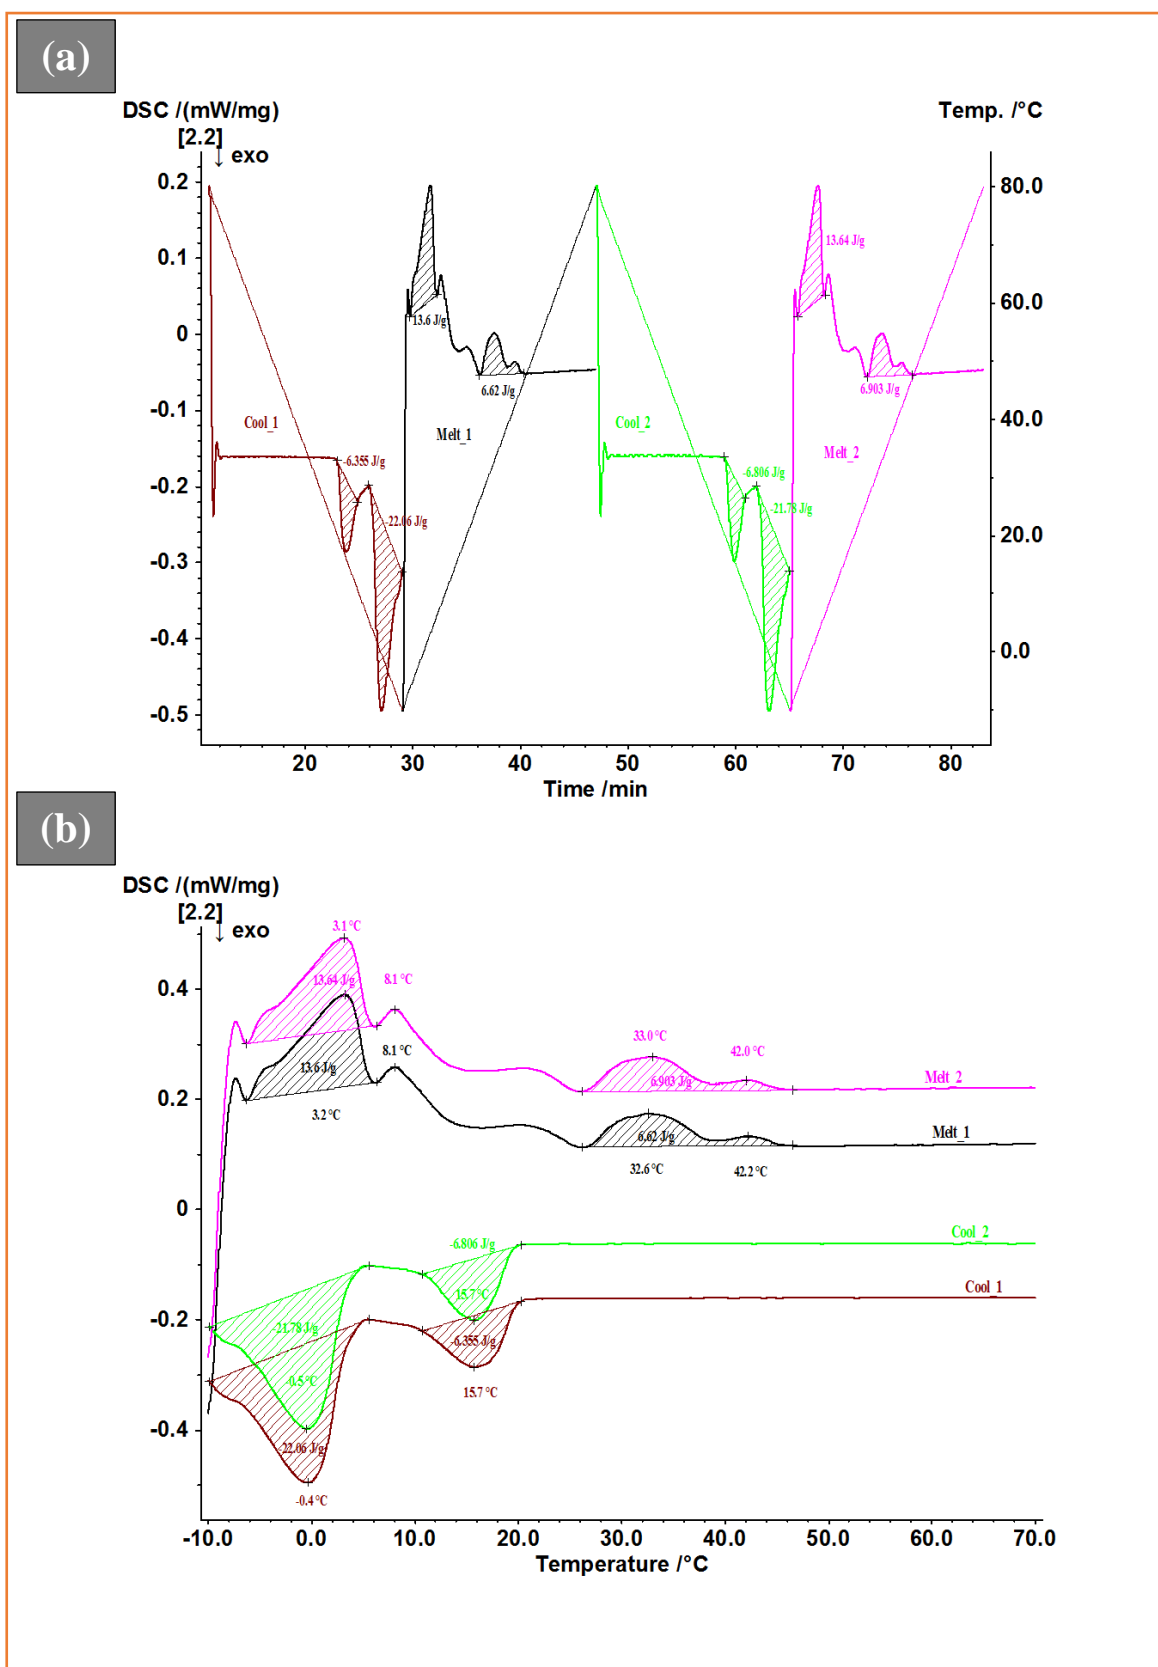 (a)
DSC /(mW/mg)
Temp. /°C
[2.2]
↓ exo
0.2
80.0
13.64 J/g
0.1
60.0
13.6 J/g
0
6.62 J/g
6.903 J/g
-0.1
40.0
Cool_1
Melt_1
Cool_2
Melt_2
-6.355 J/g
-6.806 J/g
-0.2
-22.06 J/g
-21.78 J/g
20.0
-0.3
-0.4
0.0
-0.5
20
30
40
50
60
70
80
Time /min
(b)
DSC /(mW/mg)
[2.2]
↓ exo
3.1 °C
13.64 J/g
8.1 °C
0.4
33.0 °C
42.0 °C
8.1 °C
13.6 J/g
6.903 J/g
Melt_2
0.2
3.2 °C
6.62 J/g
Melt_1
32.6 °C
42.2 °C
0
-6.806 J/g
Cool_2
15.7 °C
Cool_1
-0.2
-21.78 J/g
-6.355 J/g
-0.5 °C
15.7 °C
-0.4
-22.06 J/g
-0.4 °C
-10.0
0.0
10.0
20.0
30.0
40.0
50.0
60.0
70.0
Temperature /°C